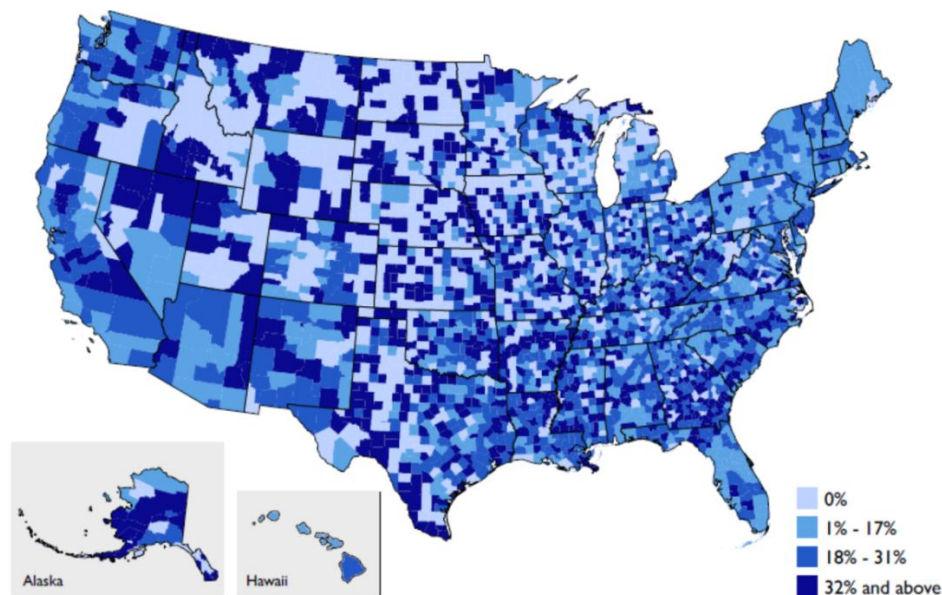 0%
1% - 17%
18% - 31%
32% and above
Alaska
Hawaii